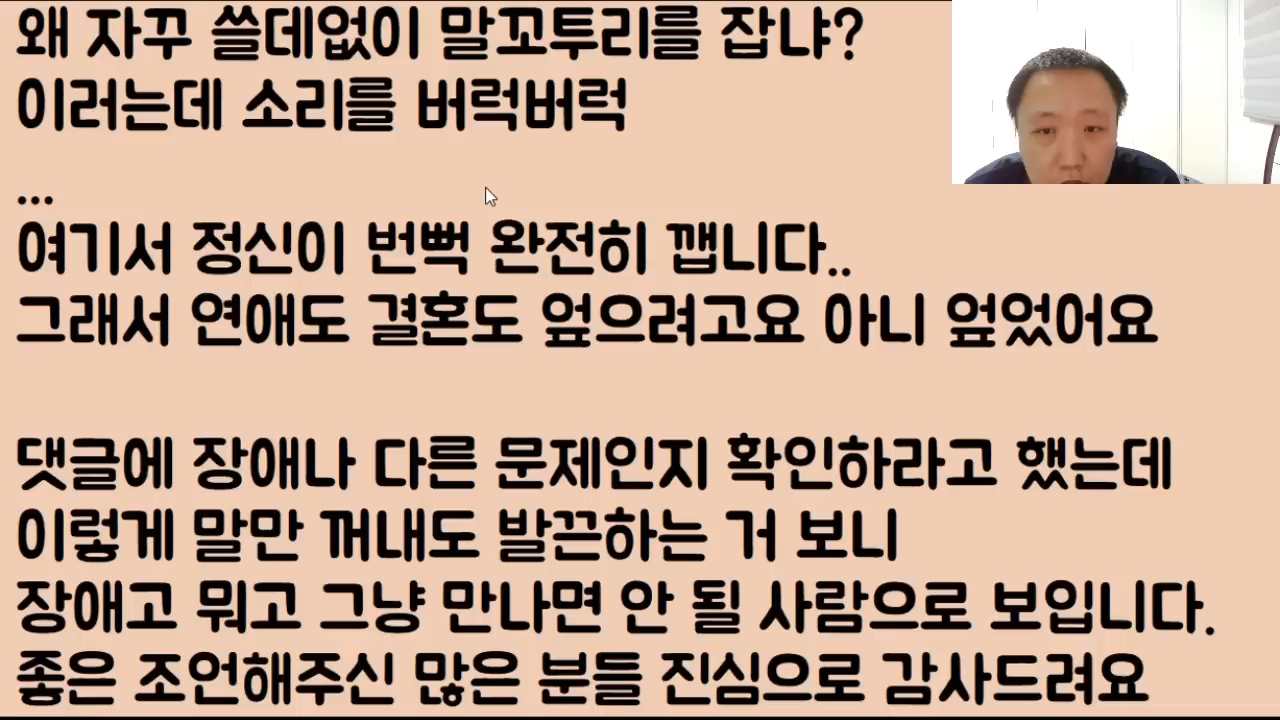 왜 자꾸 쓸데없이 말꼬투리를 잡냐?
이러는데 소리를 버럭버럭
...
여기서 정신이 번뻑 완전히 깹니다..
그래서 연애도 결혼도 엎으려고요 아니 엎었어요
댓글에 장애나 다른 문제인지 확인하라고 했는데
이렇게 말만 꺼내도 발끈하는 거 보니
장애고 뭐고 그냥 만나면 안 될 사람으로 보입니다.
좋은 조언해주신 많은 분들 진심으로 감사드려요